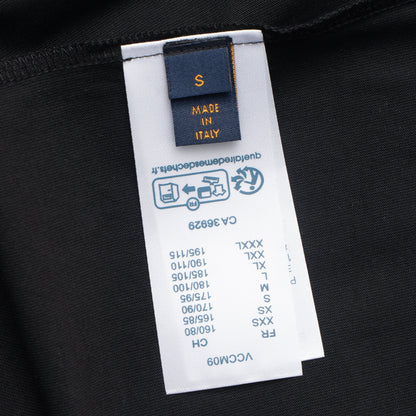 S
MADE
IN
ITALY
VCCM09
FR CH
XXS 160/80
XS 165/85
S 170/90
M 175/95
L 180/100
XL 185/105
XXL 190/110
XXXL 195/115
CA 36929
FR
quefairedemesdechets.fr